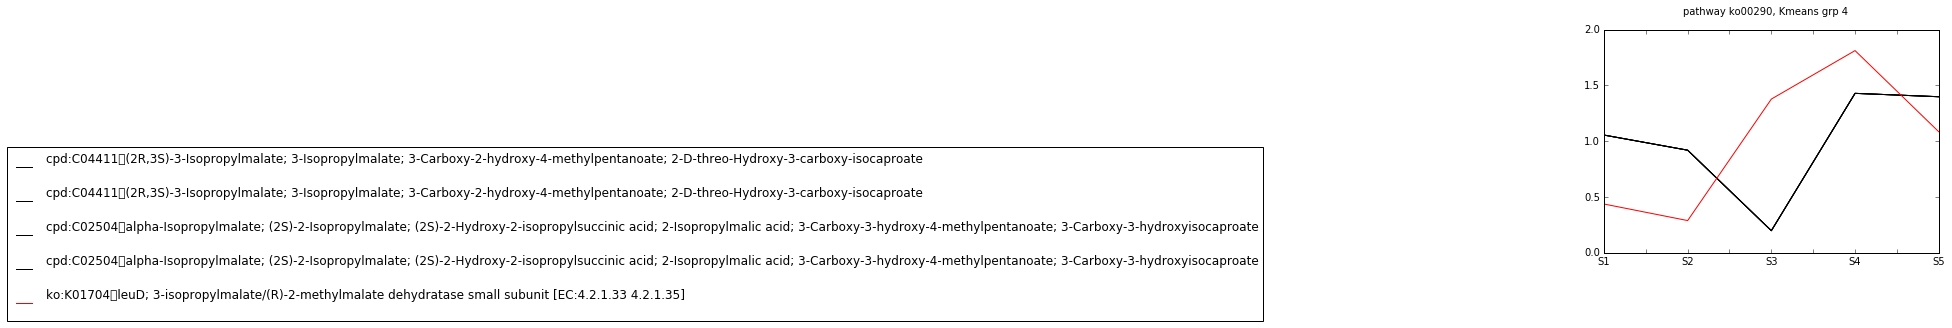 pathway ko00290, Kmeans grp 4
2.0
1.5
1.0
0.5
0.0
S1 S2 S3 S4 S5
cpd:C04411▯(2R,3S)-3-Isopropylmalate; 3-Isopropylmalate; 3-Carboxy-2-hydroxy-4-methylpentanoate; 2-D-threo-Hydroxy-3-carboxy-isocaproate
cpd:C04411▯(2R,3S)-3-Isopropylmalate; 3-Isopropylmalate; 3-Carboxy-2-hydroxy-4-methylpentanoate; 2-D-threo-Hydroxy-3-carboxy-isocaproate
cpd:C02504▯alpha-Isopropylmalate; (2S)-2-Isopropylmalate; (2S)-2-Hydroxy-2-isopropylsuccinic acid; 2-Isopropylmalic acid; 3-Carboxy-3-hydroxy-4-methylpentanoate; 3-Carboxy-3-hydroxyisocaproate
cpd:C02504▯alpha-Isopropylmalate; (2S)-2-Isopropylmalate; (2S)-2-Hydroxy-2-isopropylsuccinic acid; 2-Isopropylmalic acid; 3-Carboxy-3-hydroxy-4-methylpentanoate; 3-Carboxy-3-hydroxyisocaproate
ko:K01704▯leuD; 3-isopropylmalate/(R)-2-methylmalate dehydratase small subunit [EC:4.2.1.33 4.2.1.35]